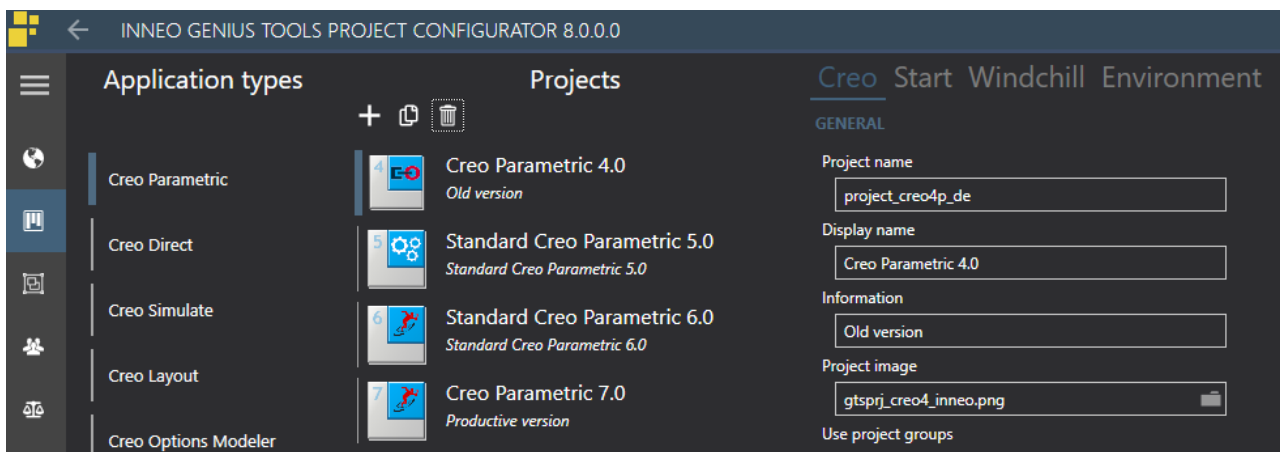 INNEO GENIUS TOOLS PROJECT CONFIGURATOR 8.0.0.0
Application types
Creo Parametric
Creo Direct
Creo Simulate
Creo Layout
Creo Options Modeler
Projects
4
Creo Parametric 4.0
Old version
5
Standard Creo Parametric 5.0
Standard Creo Parametric 5.0
6
Standard Creo Parametric 6.0
Standard Creo Parametric 6.0
7
Creo Parametric 7.0
Productive version
Creo Start Windchill Environment
GENERAL
Project name
project_creo4p_de
Display name
Creo Parametric 4.0
Information
Old version
Project image
gtsprj_creo4_inneo.png
Use project groups